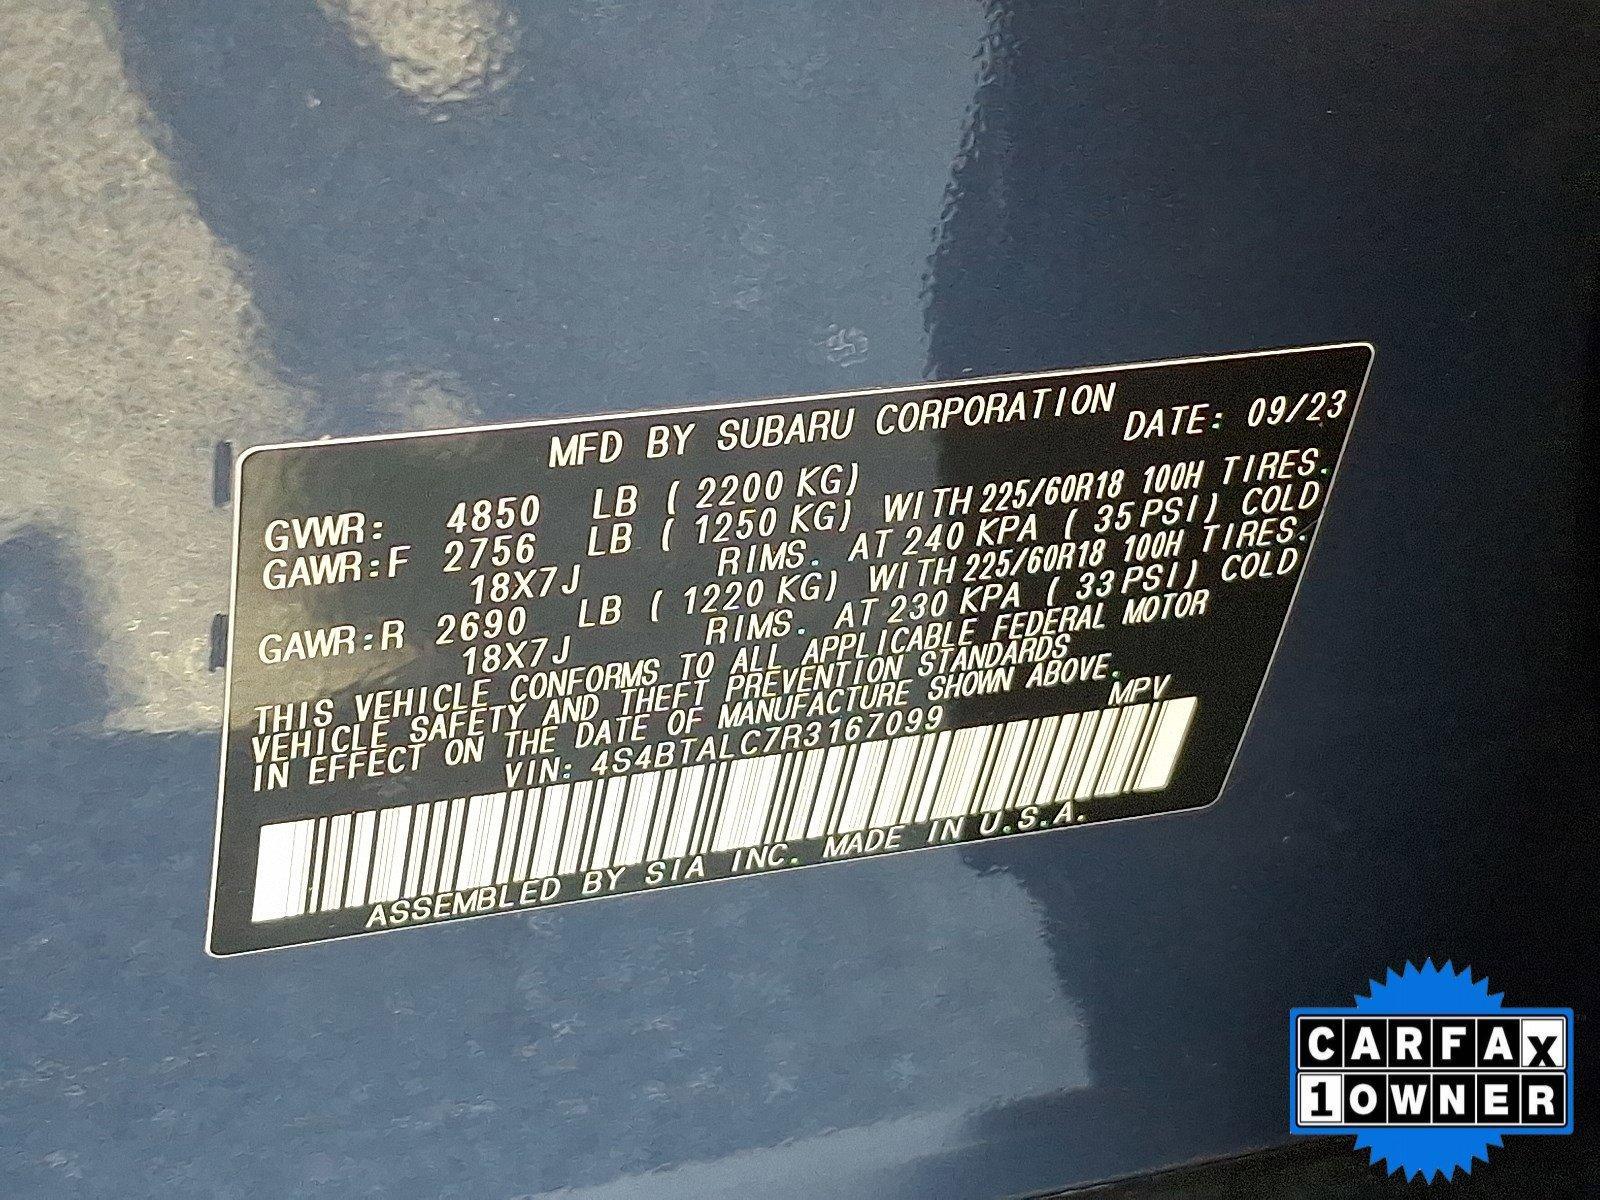 MFD BY SUBARU CORPORATION
DATE: 09/23
GVWR: 4850 LB ( 2200 KG)
GAWR:F 2756 LB ( 1250 KG) WITH 225/60R18 100H TIRES.
18X7J RIMS. AT 240 KPA ( 35 PSI) COLD
GAWR:R 2690 LB ( 1220 KG) WITH 225/60R18 100H TIRES.
18X7J RIMS. AT 230 KPA ( 33 PSI) COLD
THIS VEHICLE CONFORMS TO ALL APPLICABLE FEDERAL MOTOR
VEHICLE SAFETY AND THEFT PREVENTION STANDARDS
IN EFFECT ON THE DATE OF MANUFACTURE SHOWN ABOVE.
VIN: 4S4BTALC7R3167099 MPV
ASSEMBLED BY SIA INC. MADE IN U.S.A.
CARFAX
1 OWNER